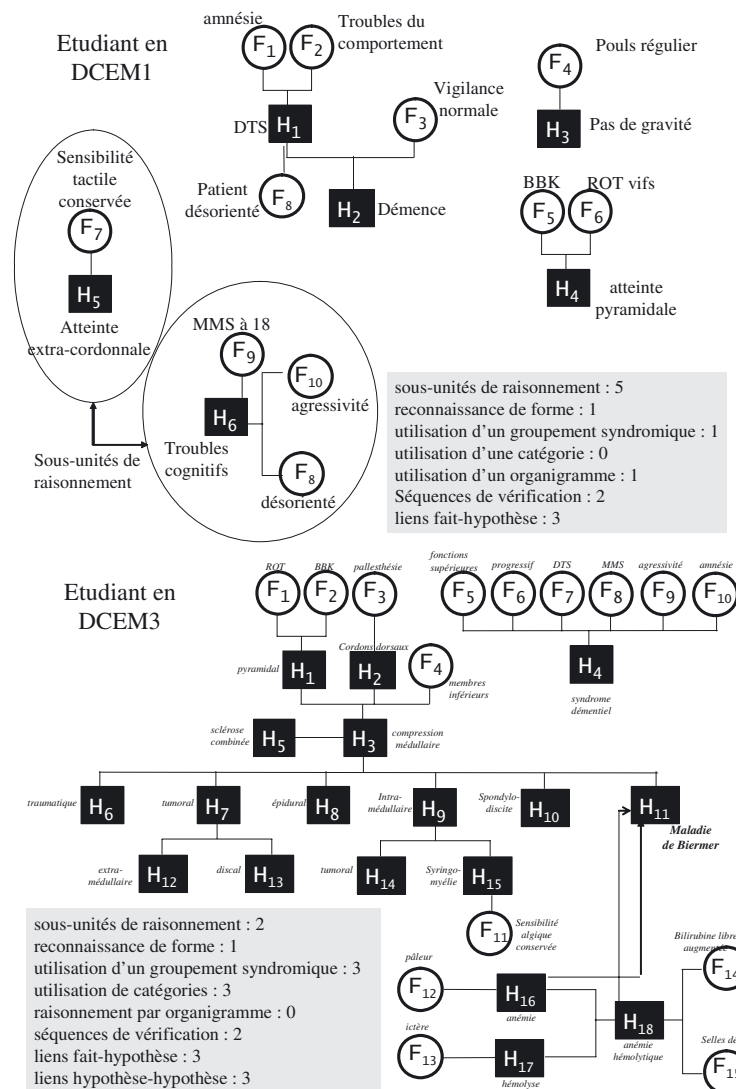 Etudiant en
DCEM1
amnésie
Troubles du
comportement
F1
F2
Pouls régulier
F4
Vigilance
normale
F3
DTS
H1
H3
Pas de gravité
Sensibilité
tactile
conservée
F7
Patient
désorienté
F8
H2
Démence
BBK
ROT vifs
F5
F6
H5
Atteinte
extra-cordonnale
H4
atteinte
pyramidale
MMS à 18
F9
F10
agressivité
H6
Troubles
cognitifs
F8
désorienté
Sous-unités de
raisonnement
sous-unités de raisonnement : 5
reconnaissance de forme : 1
utilisation d'un groupement syndromique : 1
utilisation d'une catégorie : 0
utilisation d'un organigramme : 1
Séquences de vérification : 2
liens fait-hypothèse : 3
Etudiant en
DCEM3
ROT
BBK
pallesthésie
F1
F2
F3
fonctions
supérieures
progressif
DTS
MMS
agressivité
amnésie
F5
F6
F7
F8
F9
F10
pyramidal
H1
Cordons dorsaux
H2
F4
membres
inférieurs
H4
syndrome
démentiel
sclérose
combinée
H5
H3
compression
médullaire
traumatique
H6
tumoral
H7
épidural
H8
Intra-
médullaire
H9
Spondylo-
discite
H10
H11
Maladie
de Biermer
extra-
médullaire
H12
discal
H13
tumoral
H14
Syringo-
myélie
H15
F11
Sensibilité
algique
conservée
sous-unités de raisonnement : 2
reconnaissance de forme : 1
utilisation d'un groupement syndromique : 3
utilisation de catégories : 3
raisonnement par organigramme : 0
séquences de vérification : 2
liens fait-hypothèse : 3
liens hypothèse-hypothèse : 3
pâleur
F12
H16
anémie
ictère
F13
H17
hémolyse
H18
anémie
hémolytique
Bilirubine libre
augmentée
F14
Selles dé
F15